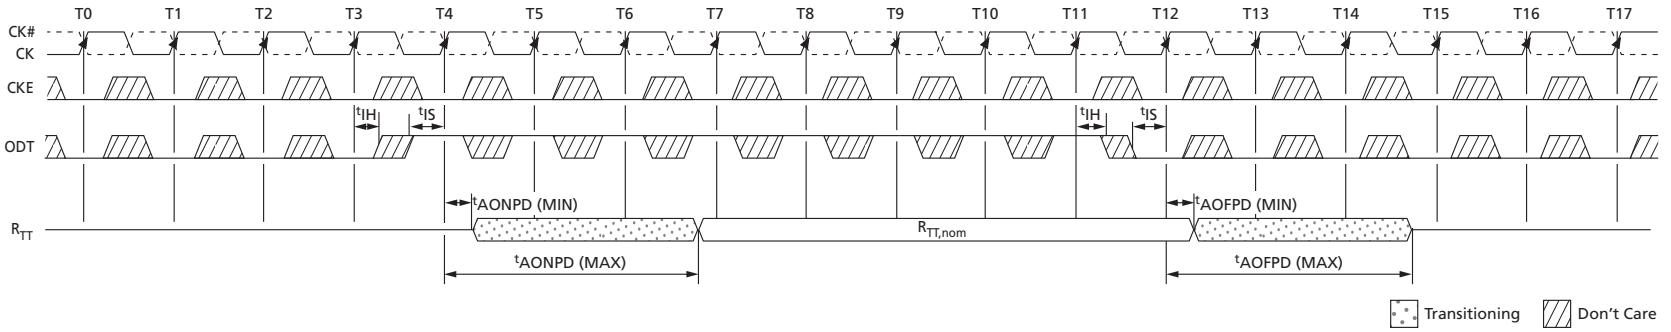 T0 T1 T2 T3 T4 T5 T6 T7 T8 T9 T10 T11 T12 T13 T14 T15 T16 T17
CK#
CK
CKE
tIH tIS tIH tIS
ODT
tAONPD (MIN) tAOFPD (MIN)
RTT RTT,nom
tAONPD (MAX) tAOFPD (MAX)
Transitioning Don't Care